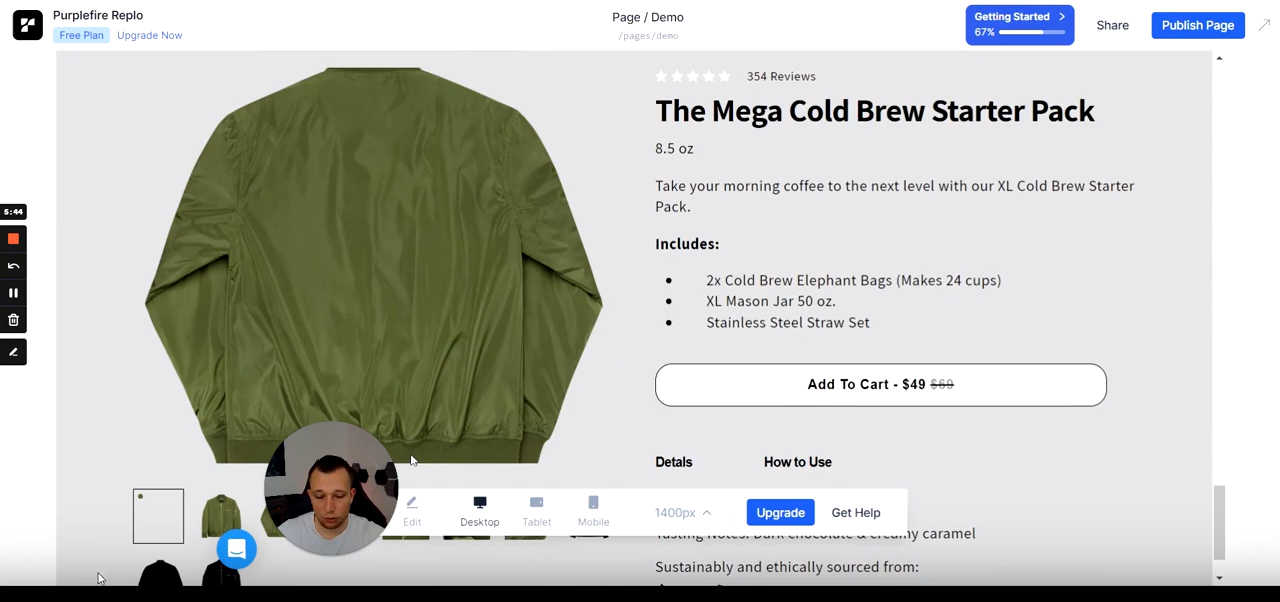 Purplefire Replo
Free Plan Upgrade Now
Page / Demo
/pages/demo
Getting Started
67%
Share
Publish Page
5:44
354 Reviews
The Mega Cold Brew Starter Pack
8.5 oz
Take your morning coffee to the next level with our XL Cold Brew Starter
Pack.
Includes:
2x Cold Brew Elephant Bags (Makes 24 cups)
XL Mason Jar 50 oz.
Stainless Steel Straw Set
Add To Cart - $49 $69
Detals How to Use
Edit Desktop Tablet Mobile 1400px Upgrade Get Help
Tasting Notes: Dark chocolate & creamy caramel
Sustainably and ethically sourced from: